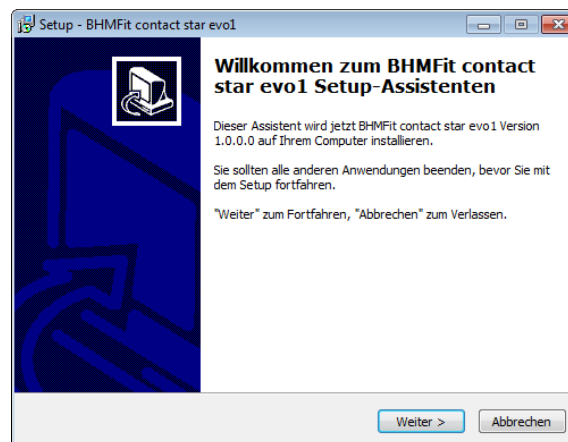 Setup - BHMFit contact star evo1
Willkommen zum BHMFit contact
star evo1 Setup-Assistenten
Dieser Assistent wird jetzt BHMFit contact star evo1 Version
1.0.0.0 auf Ihrem Computer installieren.
Sie sollten alle anderen Anwendungen beenden, bevor Sie mit
dem Setup fortfahren.
"Weiter" zum Fortfahren, "Abbrechen" zum Verlassen.
Weiter >
Abbrechen